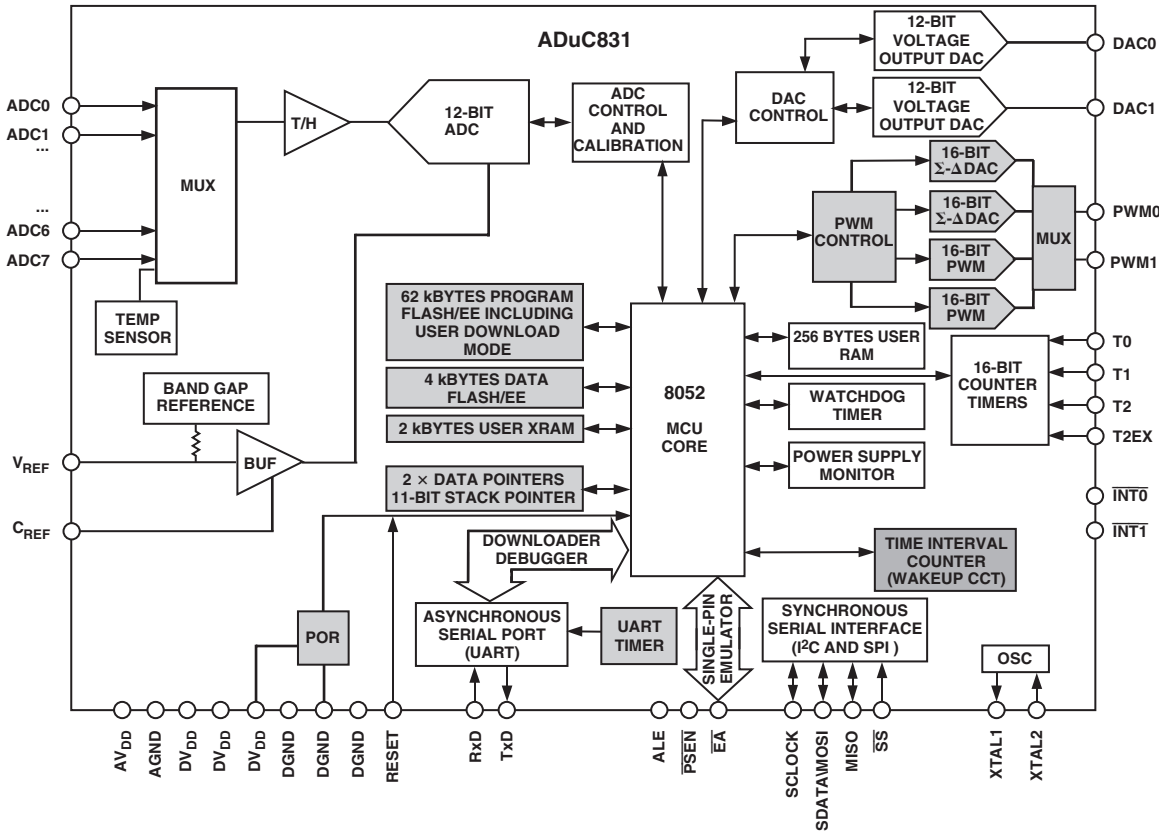 ADuC831
ADC0
ADC1
...
...
ADC6
ADC7
MUX
T/H
12-BIT
ADC
ADC
CONTROL
AND
CALIBRATION
DAC
CONTROL
12-BIT
VOLTAGE
OUTPUT DAC
DAC0
12-BIT
VOLTAGE
OUTPUT DAC
DAC1
PWM
CONTROL
16-BIT
Σ-Δ DAC
16-BIT
Σ-Δ DAC
16-BIT
PWM
16-BIT
PWM
MUX
PWM0
PWM1
TEMP
SENSOR
BAND GAP
REFERENCE
VREF
BUF
CREF
62 kBYTES PROGRAM
FLASH/EE INCLUDING
USER DOWNLOAD
MODE
4 kBYTES DATA
FLASH/EE
2 kBYTES USER XRAM
2 × DATA POINTERS
11-BIT STACK POINTER
8052
MCU
CORE
256 BYTES USER
RAM
WATCHDOG
TIMER
POWER SUPPLY
MONITOR
16-BIT
COUNTER
TIMERS
T0
T1
T2
T2EX
INT0
INT1
TIME INTERVAL
COUNTER
(WAKEUP CCT)
DOWNLOADER
DEBUGGER
POR
ASYNCHRONOUS
SERIAL PORT
(UART)
UART
TIMER
SINGLE-PIN
EMULATOR
SYNCHRONOUS
SERIAL INTERFACE
(I²C AND SPI )
OSC
AVDD
AGND
DVDD
DVDD
DVDD
DGND
DGND
DGND
RESET
RxD
TxD
ALE
PSEN
EA
SCLOCK
SDATA\MOSI
MISO
SS
XTAL1
XTAL2